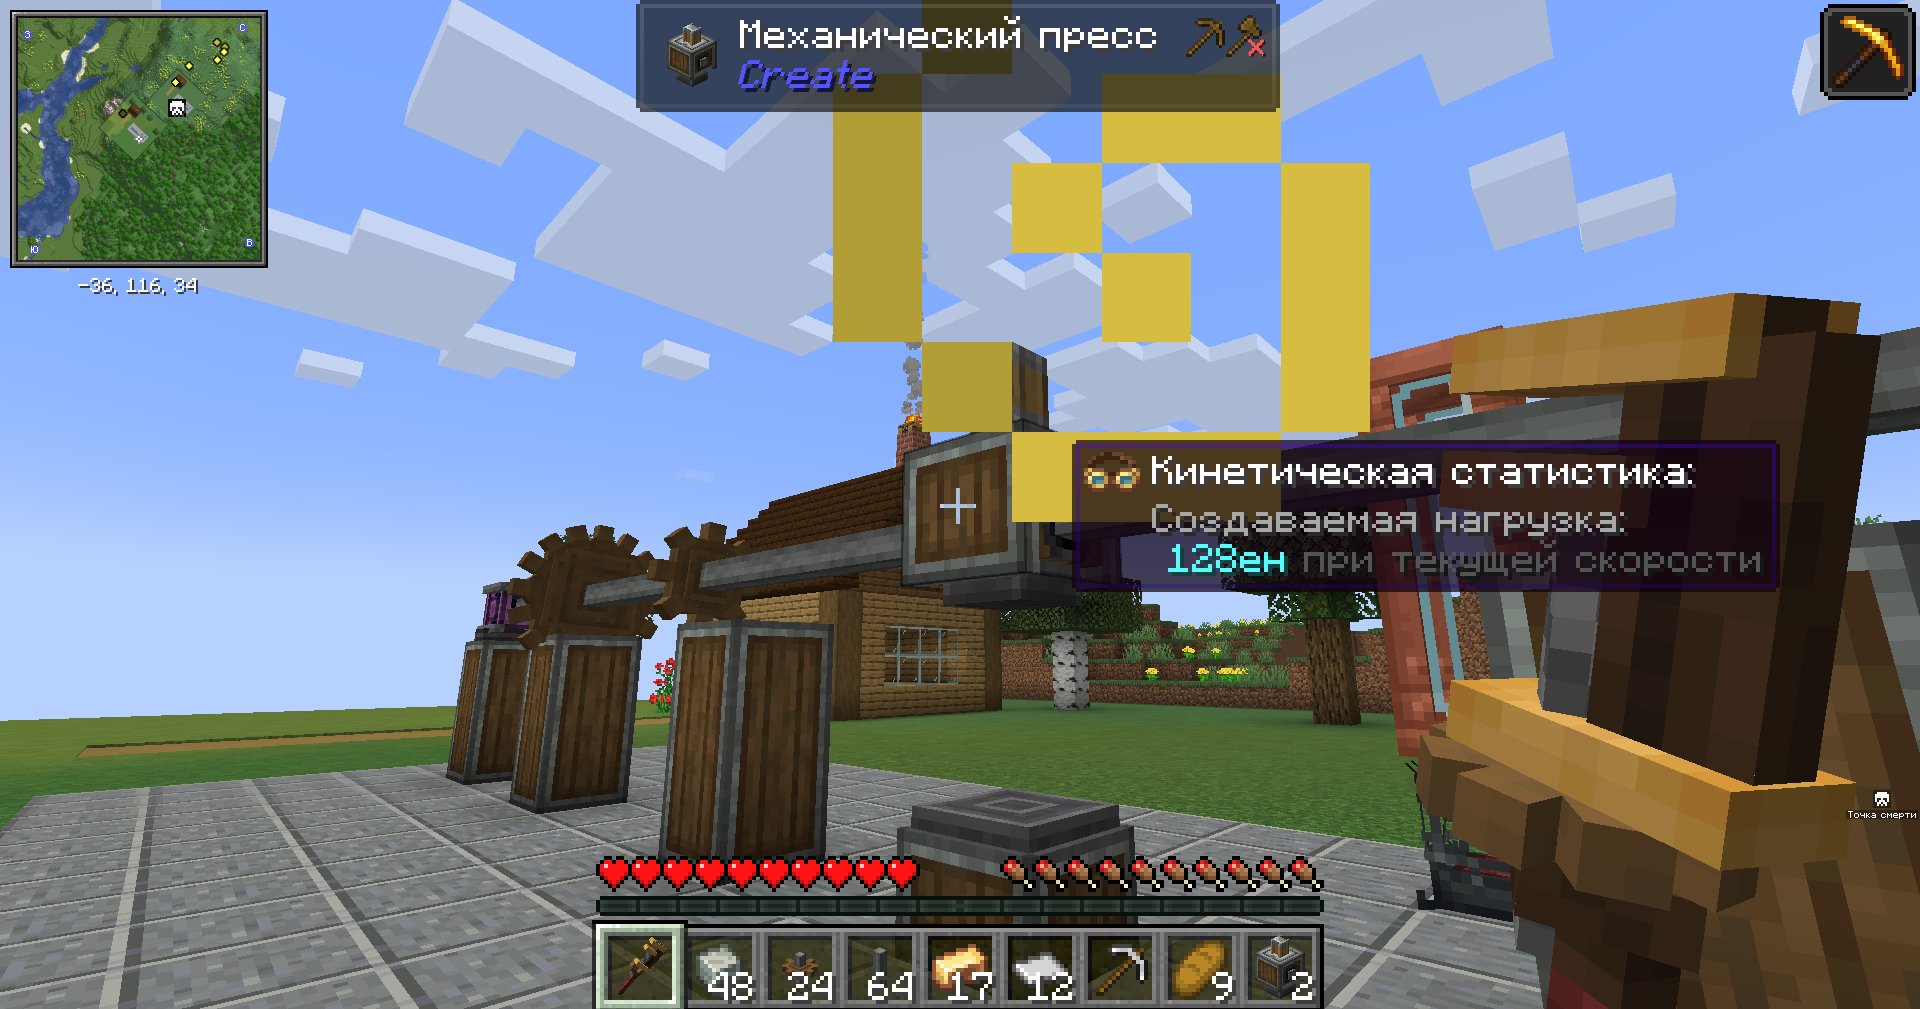 З
С
Ю
В
-36, 116, 34
Механический пресс
Create
Кинетическая статистика:
Создаваемая нагрузка:
128ен при текущей скорости
Точка смерти
48
24
64
17
12
9
2